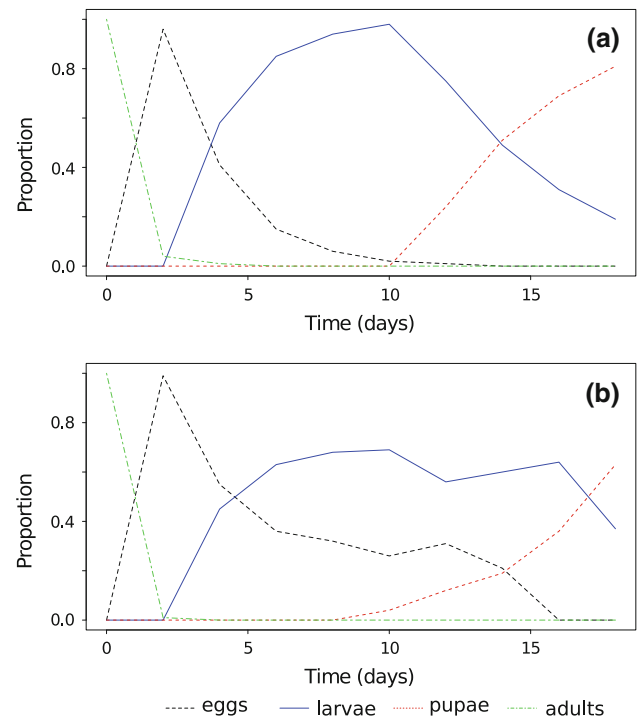 (a)
Proportion
0.8
0.4
0.0
0 5 10 15
Time (days)
(b)
Proportion
0.8
0.4
0.0
0 5 10 15
Time (days)
eggs larvae pupae adults